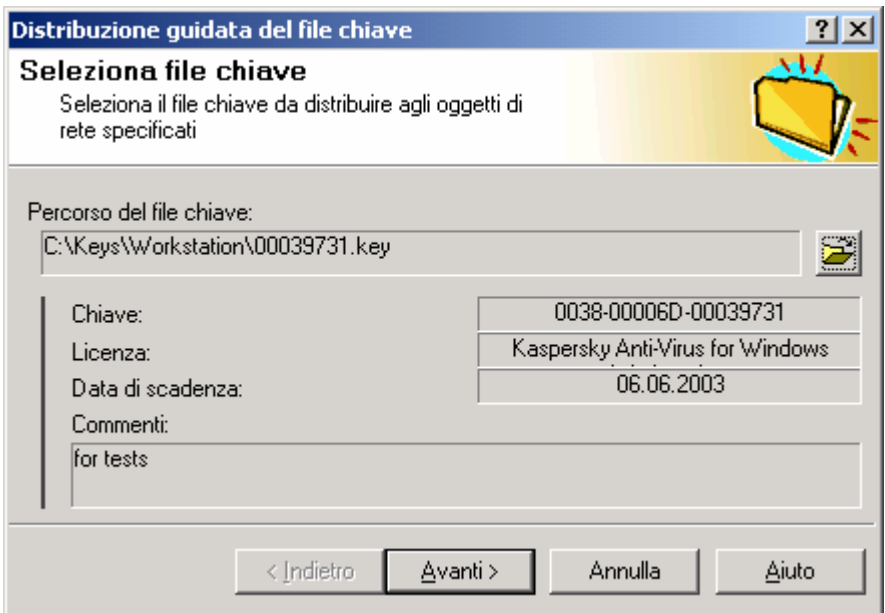 Distribuzione guidata del file chiave
Seleziona file chiave
Seleziona il file chiave da distribuire agli oggetti di
rete specificati
Percorso del file chiave:
C:\Keys\Workstation\00039731.key
Chiave:
0038-00006D-00039731
Licenza:
Kaspersky Anti-Virus for Windows
Data di scadenza:
06.06.2003
Commenti:
for tests
< Indietro
Avanti >
Annulla
Aiuto